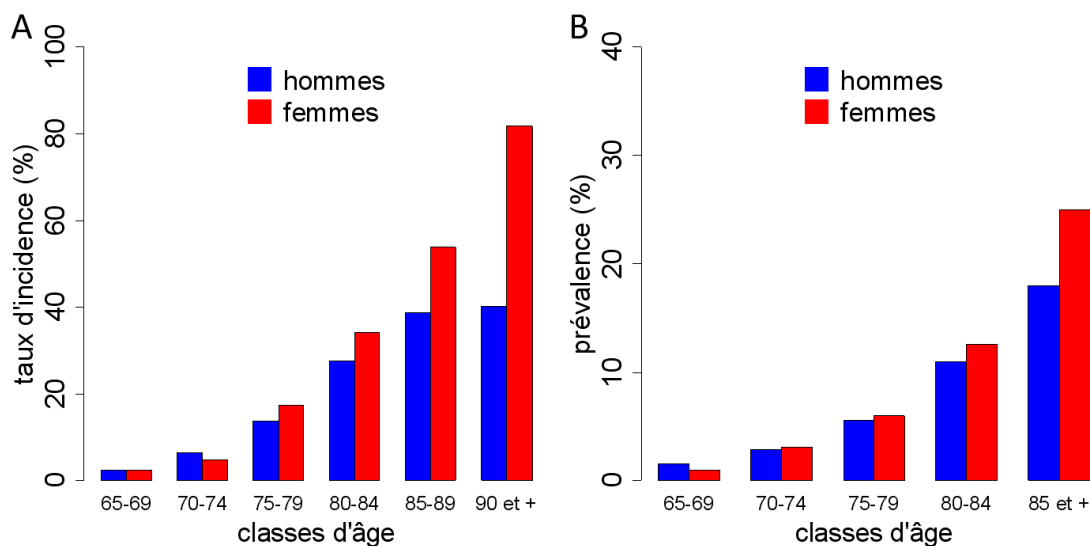 A
taux d'incidence (%)
100
80
60
40
20
0
hommes
femmes
65-69 70-74 75-79 80-84 85-89 90 et +
classes d'âge
B
prévalence (%)
40
30
20
10
0
hommes
femmes
65-69 70-74 75-79 80-84 85 et +
classes d'âge